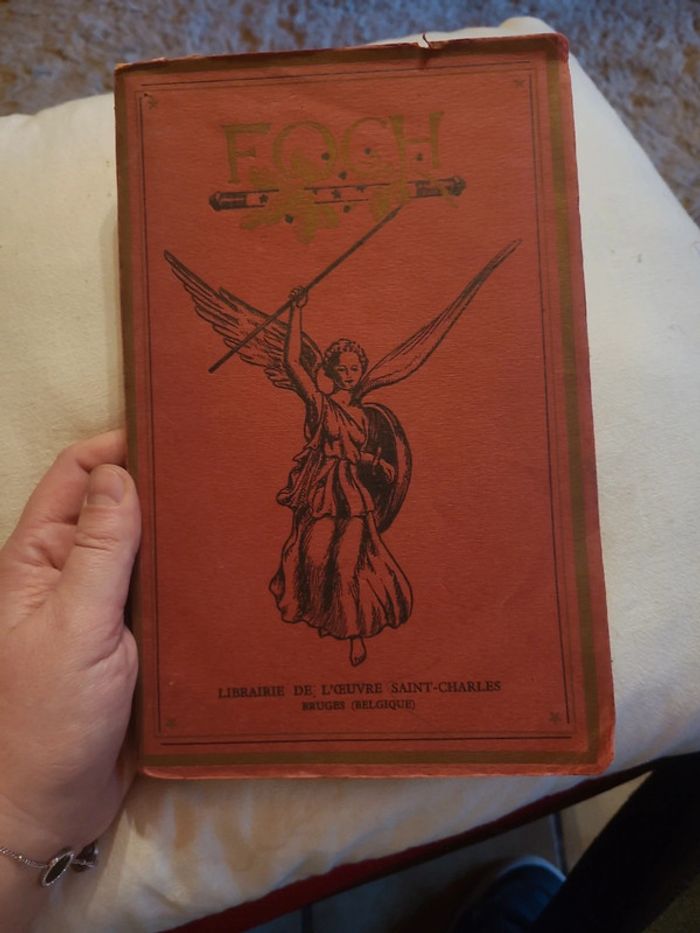 FOCH
LIBRAIRIE DE L'ŒUVRE SAINT-CHARLES
BRUGES (BELGIQUE)